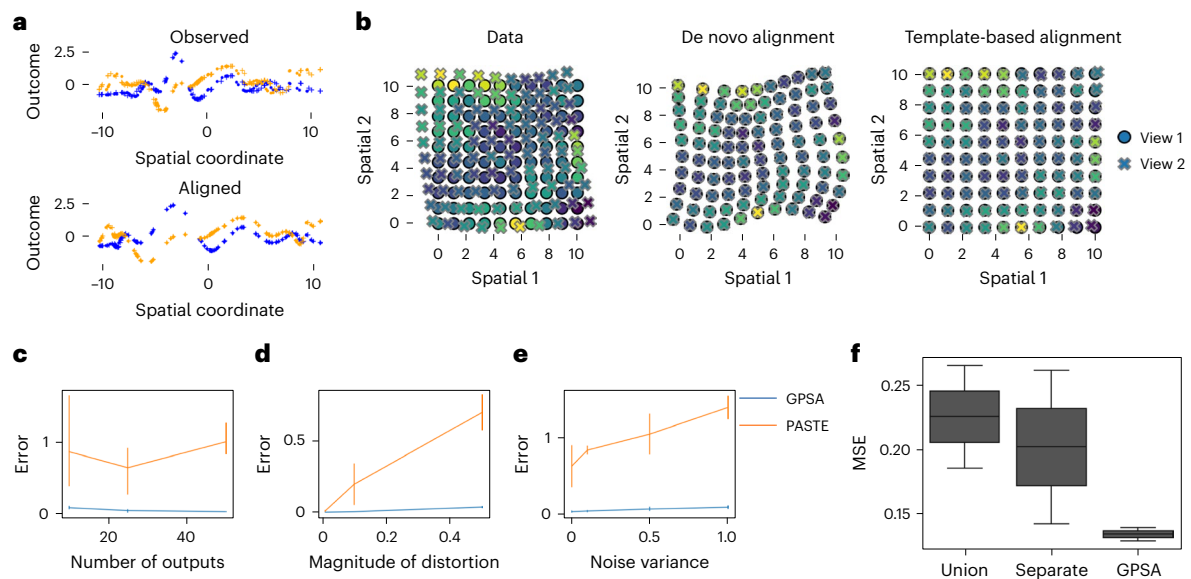 a
Observed
Outcome
2.5
0
−10
0
10
Spatial coordinate
Aligned
Outcome
2.5
0
−10
0
10
Spatial coordinate
b
Data
Spatial 2
10
8
6
4
2
0
0 2 4 6 8 10
Spatial 1
De novo alignment
Spatial 2
10
8
6
4
2
0
0 2 4 6 8 10
Spatial 1
Template-based alignment
Spatial 2
10
8
6
4
2
0
0 2 4 6 8 10
Spatial 1
View 1
View 2
c
Error
1
0
20 40
Number of outputs
d
Error
0.5
0
0 0.2 0.4
Magnitude of distortion
e
Error
1
0
0 0.5 1.0
Noise variance
GPSA
PASTE
f
MSE
0.25
0.20
0.15
Union Separate GPSA